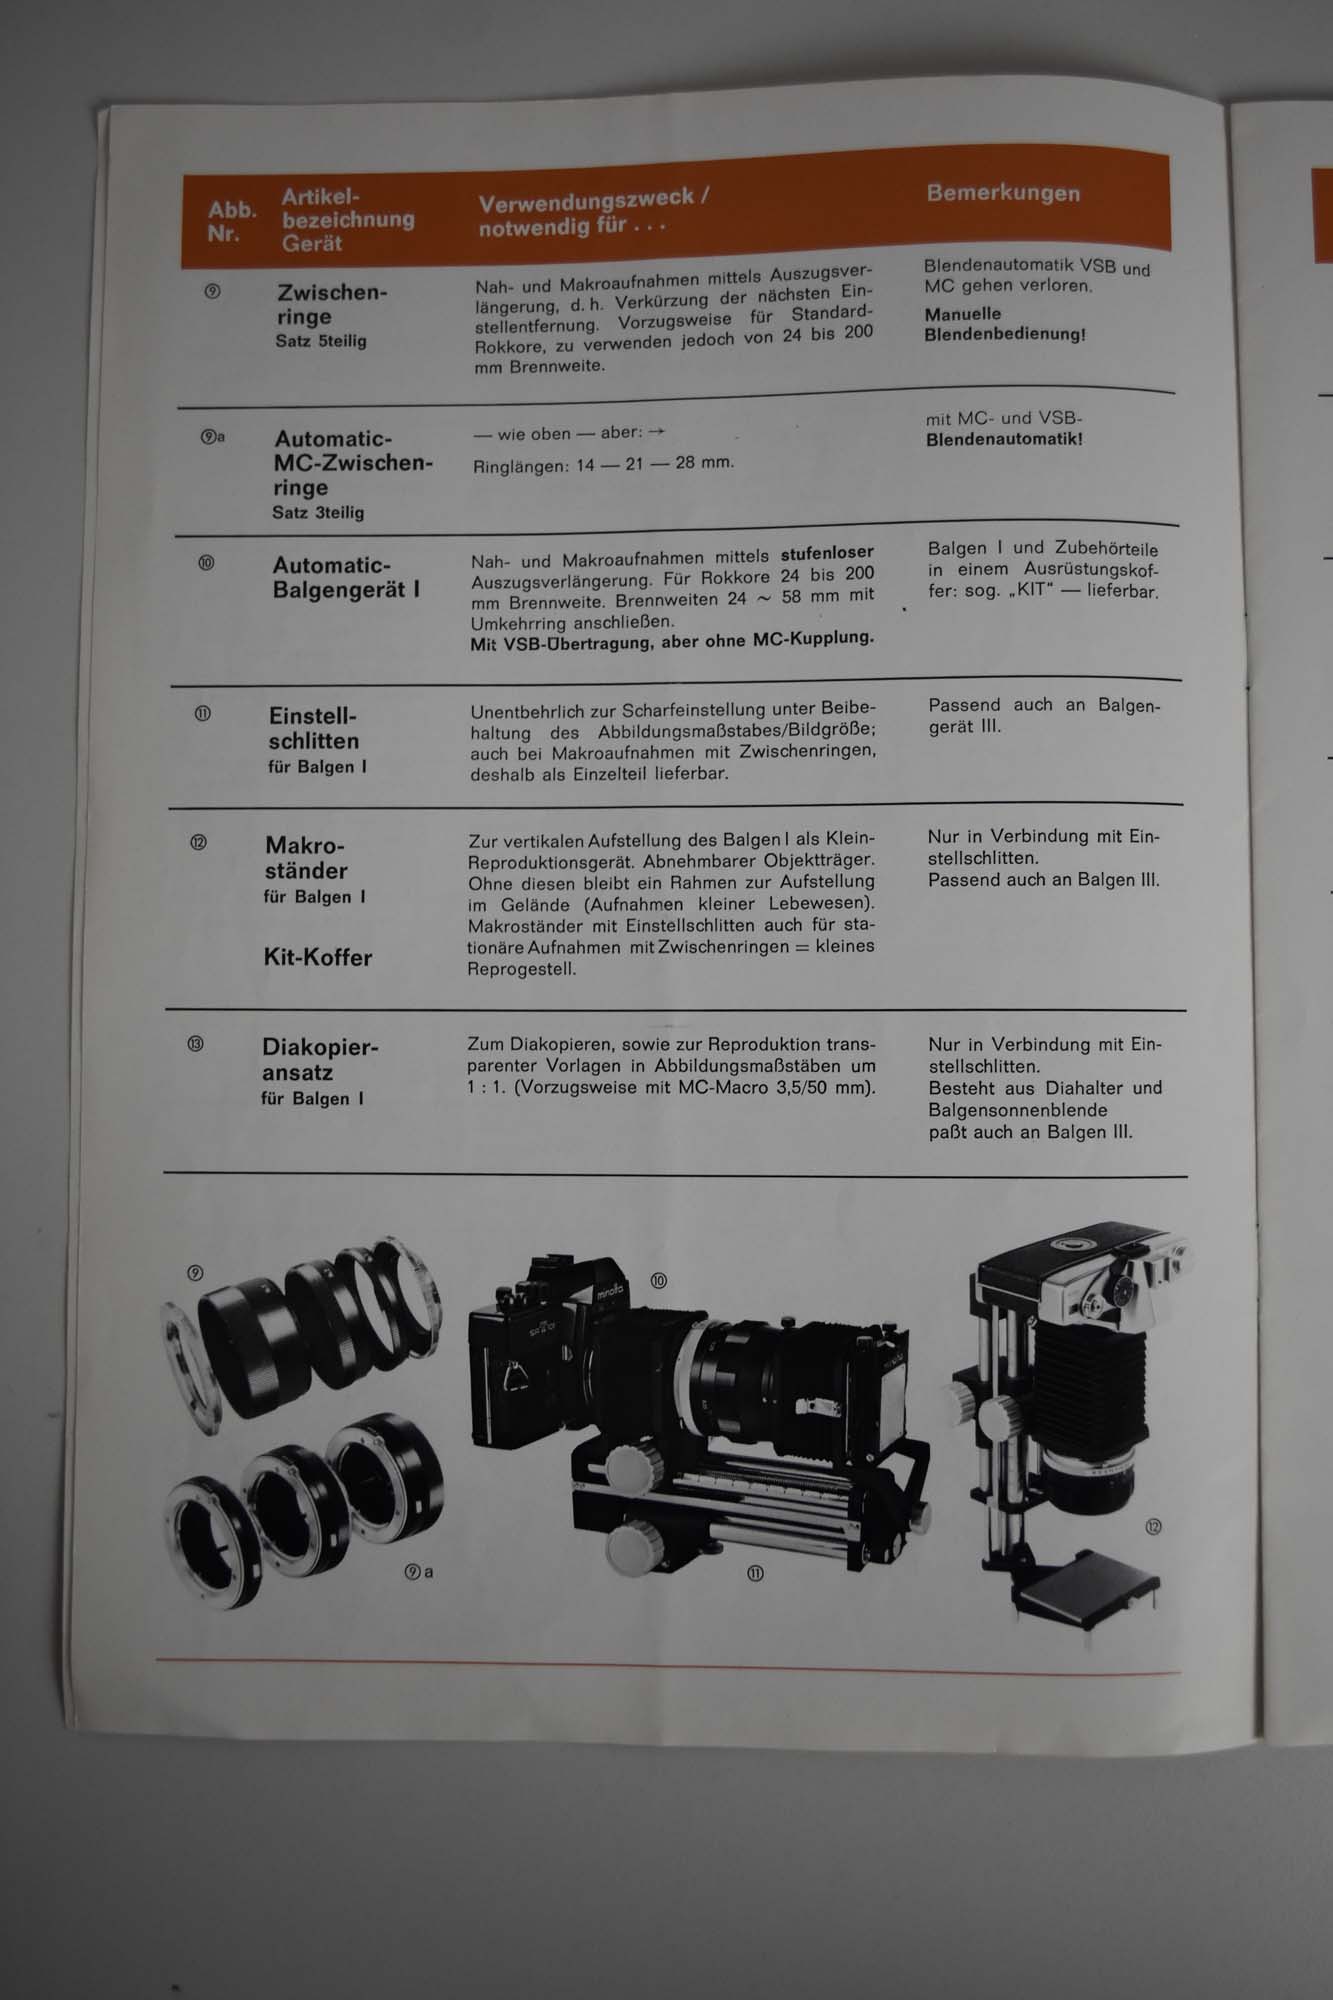 Abb.
Nr.
Artikel-
bezeichnung
Gerät
Verwendungszweck /
notwendig für . . .
Bemerkungen
⑨
Zwischen-
ringe
Satz 5teilig
Nah- und Makroaufnahmen mittels Auszugsver-
längerung, d. h. Verkürzung der nächsten Ein-
stellentfernung. Vorzugsweise für Standard-
Rokkore, zu verwenden jedoch von 24 bis 200
mm Brennweite.
Blendenautomatik VSB und
MC gehen verloren.
Manuelle
Blendenbedienung!
⑨a
Automatic-
MC-Zwischen-
ringe
Satz 3teilig
— wie oben — aber: →
Ringlängen: 14 — 21 — 28 mm.
mit MC- und VSB-
Blendenautomatik!
⑩
Automatic-
Balgengerät I
Nah- und Makroaufnahmen mittels stufenloser
Auszugsverlängerung. Für Rokkore 24 bis 200
mm Brennweite. Brennweiten 24 ~ 58 mm mit
Umkehrring anschließen.
Mit VSB-Übertragung, aber ohne MC-Kupplung.
Balgen I und Zubehörteile
in einem Ausrüstungskof-
fer: sog. „KIT" — lieferbar.
⑪
Einstell-
schlitten
für Balgen I
Unentbehrlich zur Scharfeinstellung unter Beibe-
haltung des Abbildungsmaßstabes/Bildgröße;
auch bei Makroaufnahmen mit Zwischenringen,
deshalb als Einzelteil lieferbar.
Passend auch an Balgen-
gerät III.
⑫
Makro-
ständer
für Balgen I
Kit-Koffer
Zur vertikalen Aufstellung des Balgen I als Klein-
Reproduktionsgerät. Abnehmbarer Objektträger.
Ohne diesen bleibt ein Rahmen zur Aufstellung
im Gelände (Aufnahmen kleiner Lebewesen).
Makroständer mit Einstellschlitten auch für sta-
tionäre Aufnahmen mit Zwischenringen = kleines
Reprogestell.
Nur in Verbindung mit Ein-
stellschlitten.
Passend auch an Balgen III.
⑬
Diakopier-
ansatz
für Balgen I
Zum Diakopieren, sowie zur Reproduktion trans-
parenter Vorlagen in Abbildungsmaßstäben um
1 : 1. (Vorzugsweise mit MC-Macro 3,5/50 mm).
Nur in Verbindung mit Ein-
stellschlitten.
Besteht aus Diahalter und
Balgensonnenblende
paßt auch an Balgen III.
⑨
⑨a
minolta
⑩
minolta
⑪
⑫